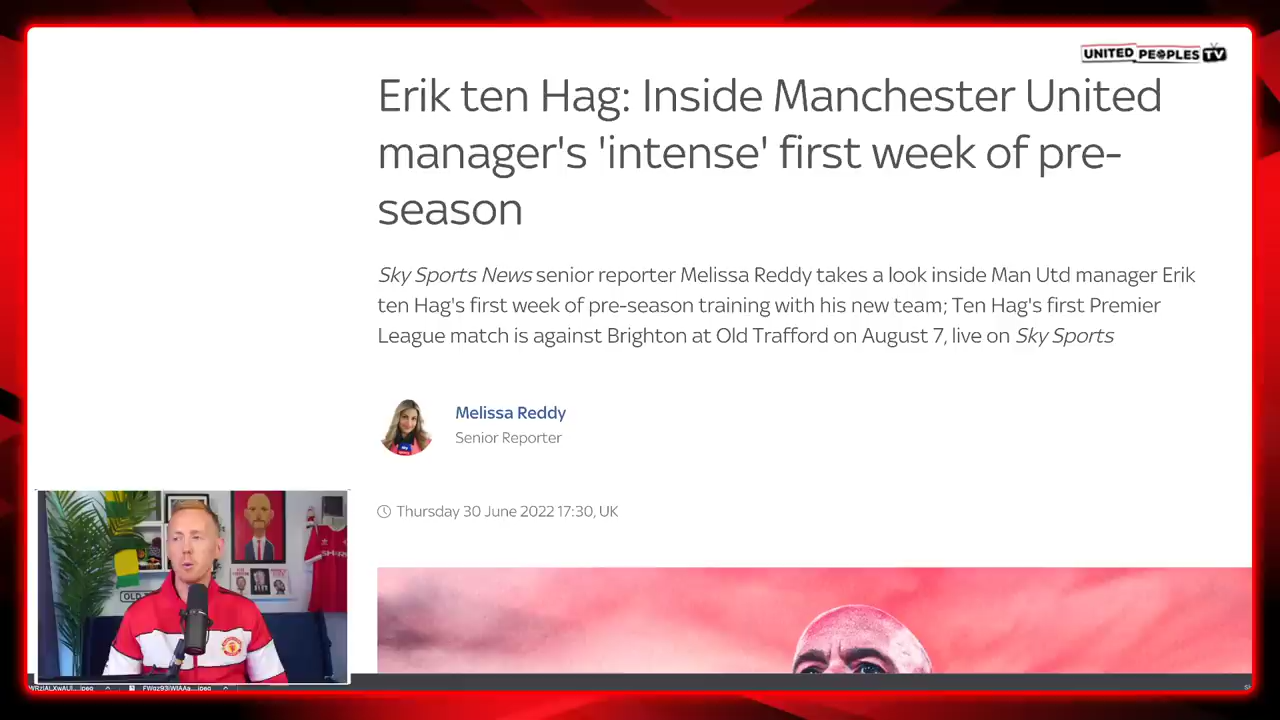 UNITED PEOPLES TV
Erik ten Hag: Inside Manchester United
manager's 'intense' first week of pre-
season
Sky Sports News senior reporter Melissa Reddy takes a look inside Man Utd manager Erik
ten Hag's first week of pre-season training with his new team; Ten Hag's first Premier
League match is against Brighton at Old Trafford on August 7, live on Sky Sports
Melissa Reddy
Senior Reporter
Thursday 30 June 2022 17:30, UK
SHARP
OLD